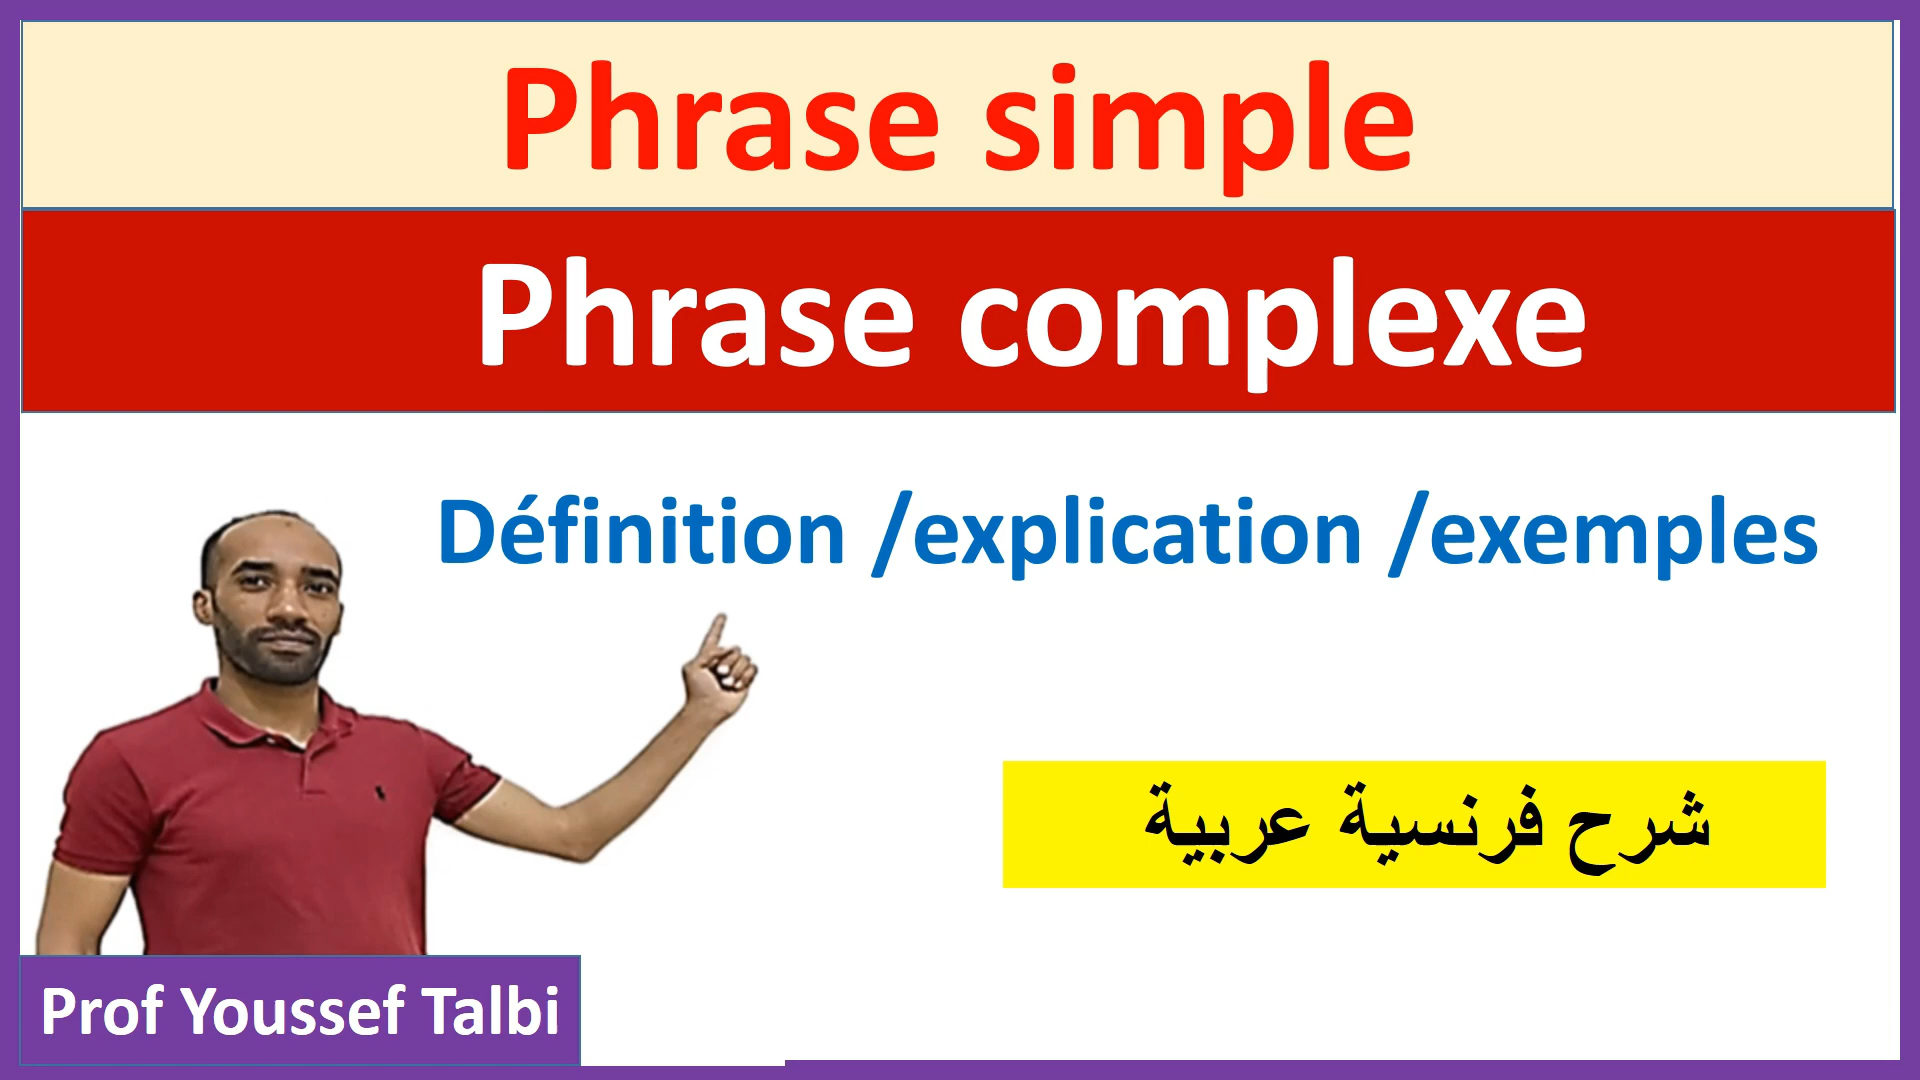 Phrase simple
Phrase complexe
Définition /explication /exemples
شرح فرنسية عربية
Prof Youssef Talbi